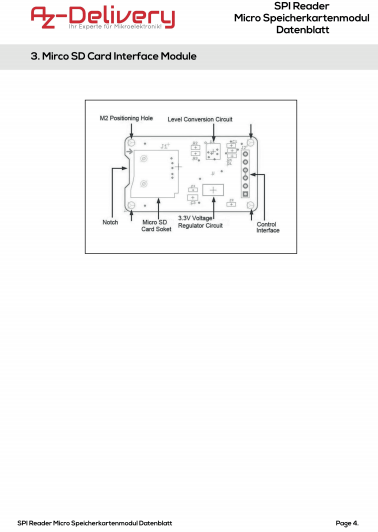 Az-Delivery
Ihr Experte für Mikroelektronik!
SPI Reader
Micro Speicherkartenmodul
Datenblatt
3. Mirco SD Card Interface Module
M2 Positioning Hole
Level Conversion Circuit
Notch
Micro SD
Card Soket
3.3V Voltage
Regulator Circuit
Control
Interface
SPI Reader Micro Speicherkartenmodul Datenblatt
Page 4.